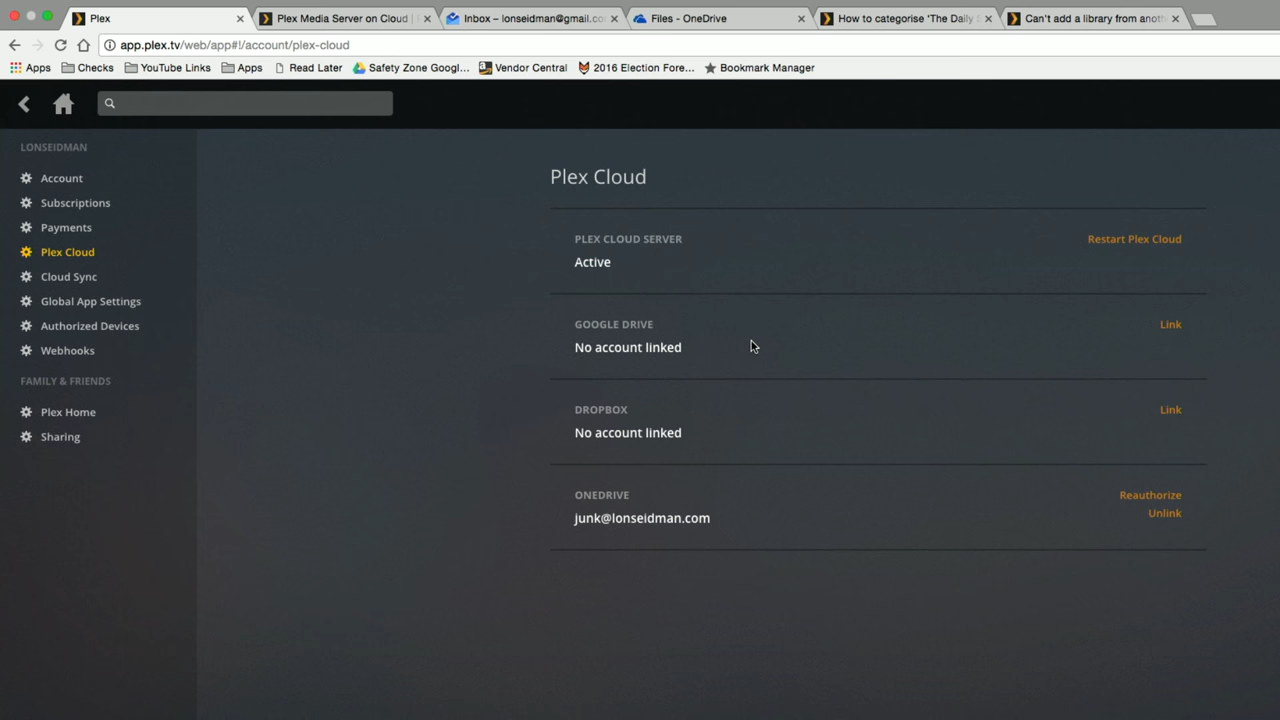 Plex
Plex Media Server on Cloud |
Inbox – lonseidman@gmail.co
Files - OneDrive
How to categorise 'The Daily
Can't add a library from anoth
app.plex.tv/web/app#!/account/plex-cloud
Apps
Checks
YouTube Links
Apps
Read Later
Safety Zone Googl...
Vendor Central
2016 Election Fore...
Bookmark Manager
LONSEIDMAN
Account
Subscriptions
Payments
Plex Cloud
Cloud Sync
Global App Settings
Authorized Devices
Webhooks
FAMILY & FRIENDS
Plex Home
Sharing
Plex Cloud
PLEX CLOUD SERVER
Restart Plex Cloud
Active
GOOGLE DRIVE
Link
No account linked
DROPBOX
Link
No account linked
ONEDRIVE
Reauthorize
junk@lonseidman.com
Unlink